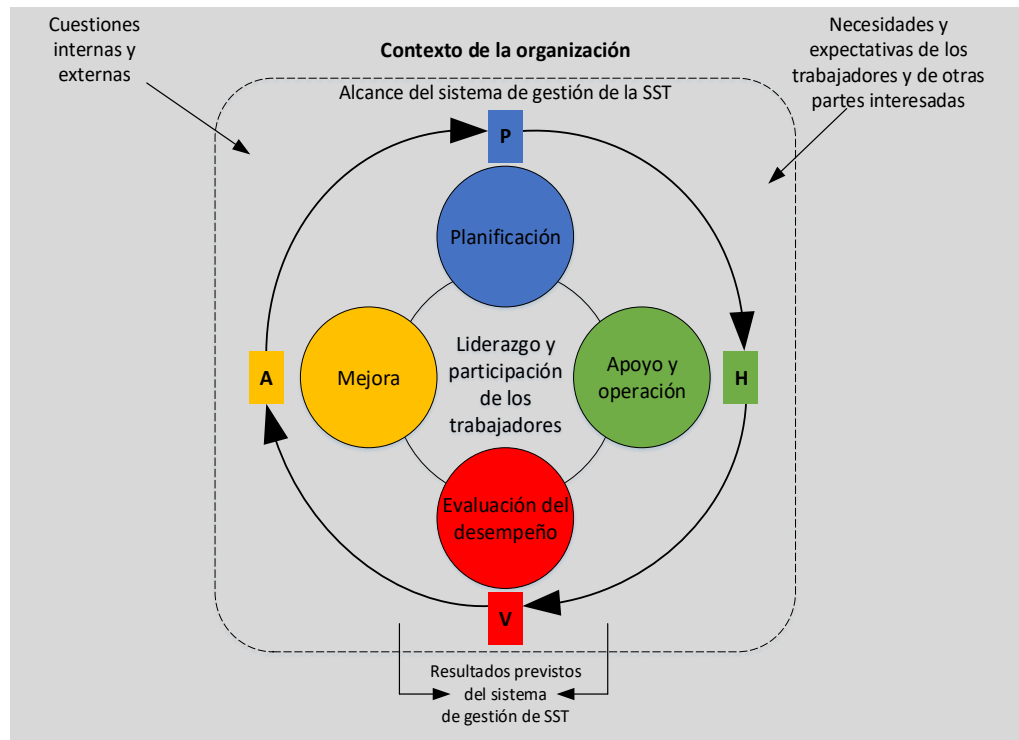 Cuestiones
internas y
externas
Contexto de la organización
Necesidades y
expectativas de los
trabajadores y de otras
partes interesadas
Alcance del sistema de gestión de la SST
P
Planificación
A
Mejora
Liderazgo y
participación
de los
trabajadores
Apoyo y
operación
H
Evaluación del
desempeño
V
Resultados previstos
del sistema
de gestión de SST